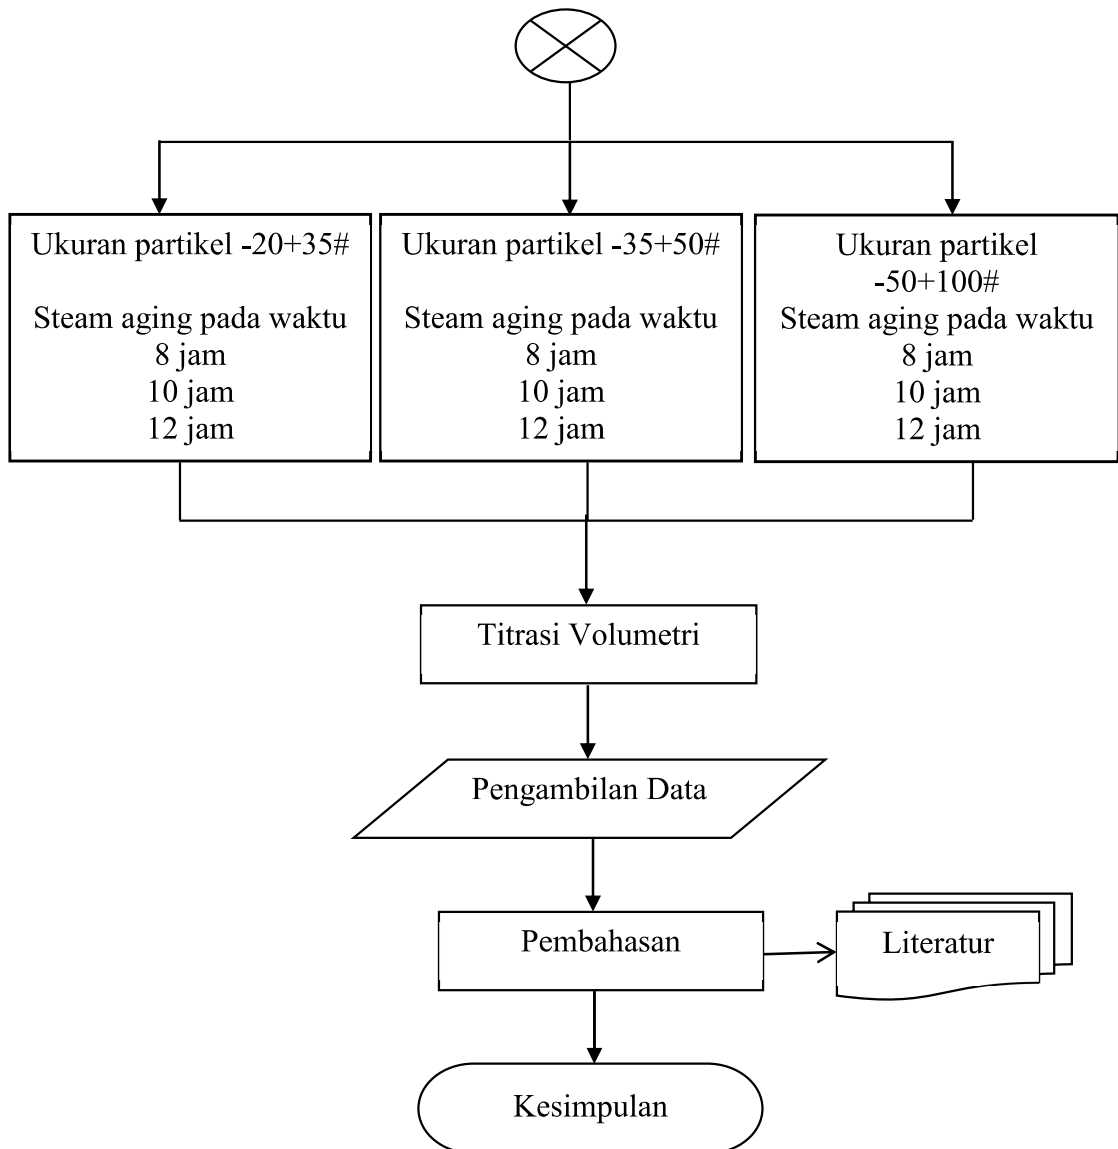 Ukuran partikel -20+35#
Steam aging pada waktu
8 jam
10 jam
12 jam
Ukuran partikel -35+50#
Steam aging pada waktu
8 jam
10 jam
12 jam
Ukuran partikel
-50+100#
Steam aging pada waktu
8 jam
10 jam
12 jam
Titrasi Volumetri
Pengambilan Data
Pembahasan
Literatur
Kesimpulan